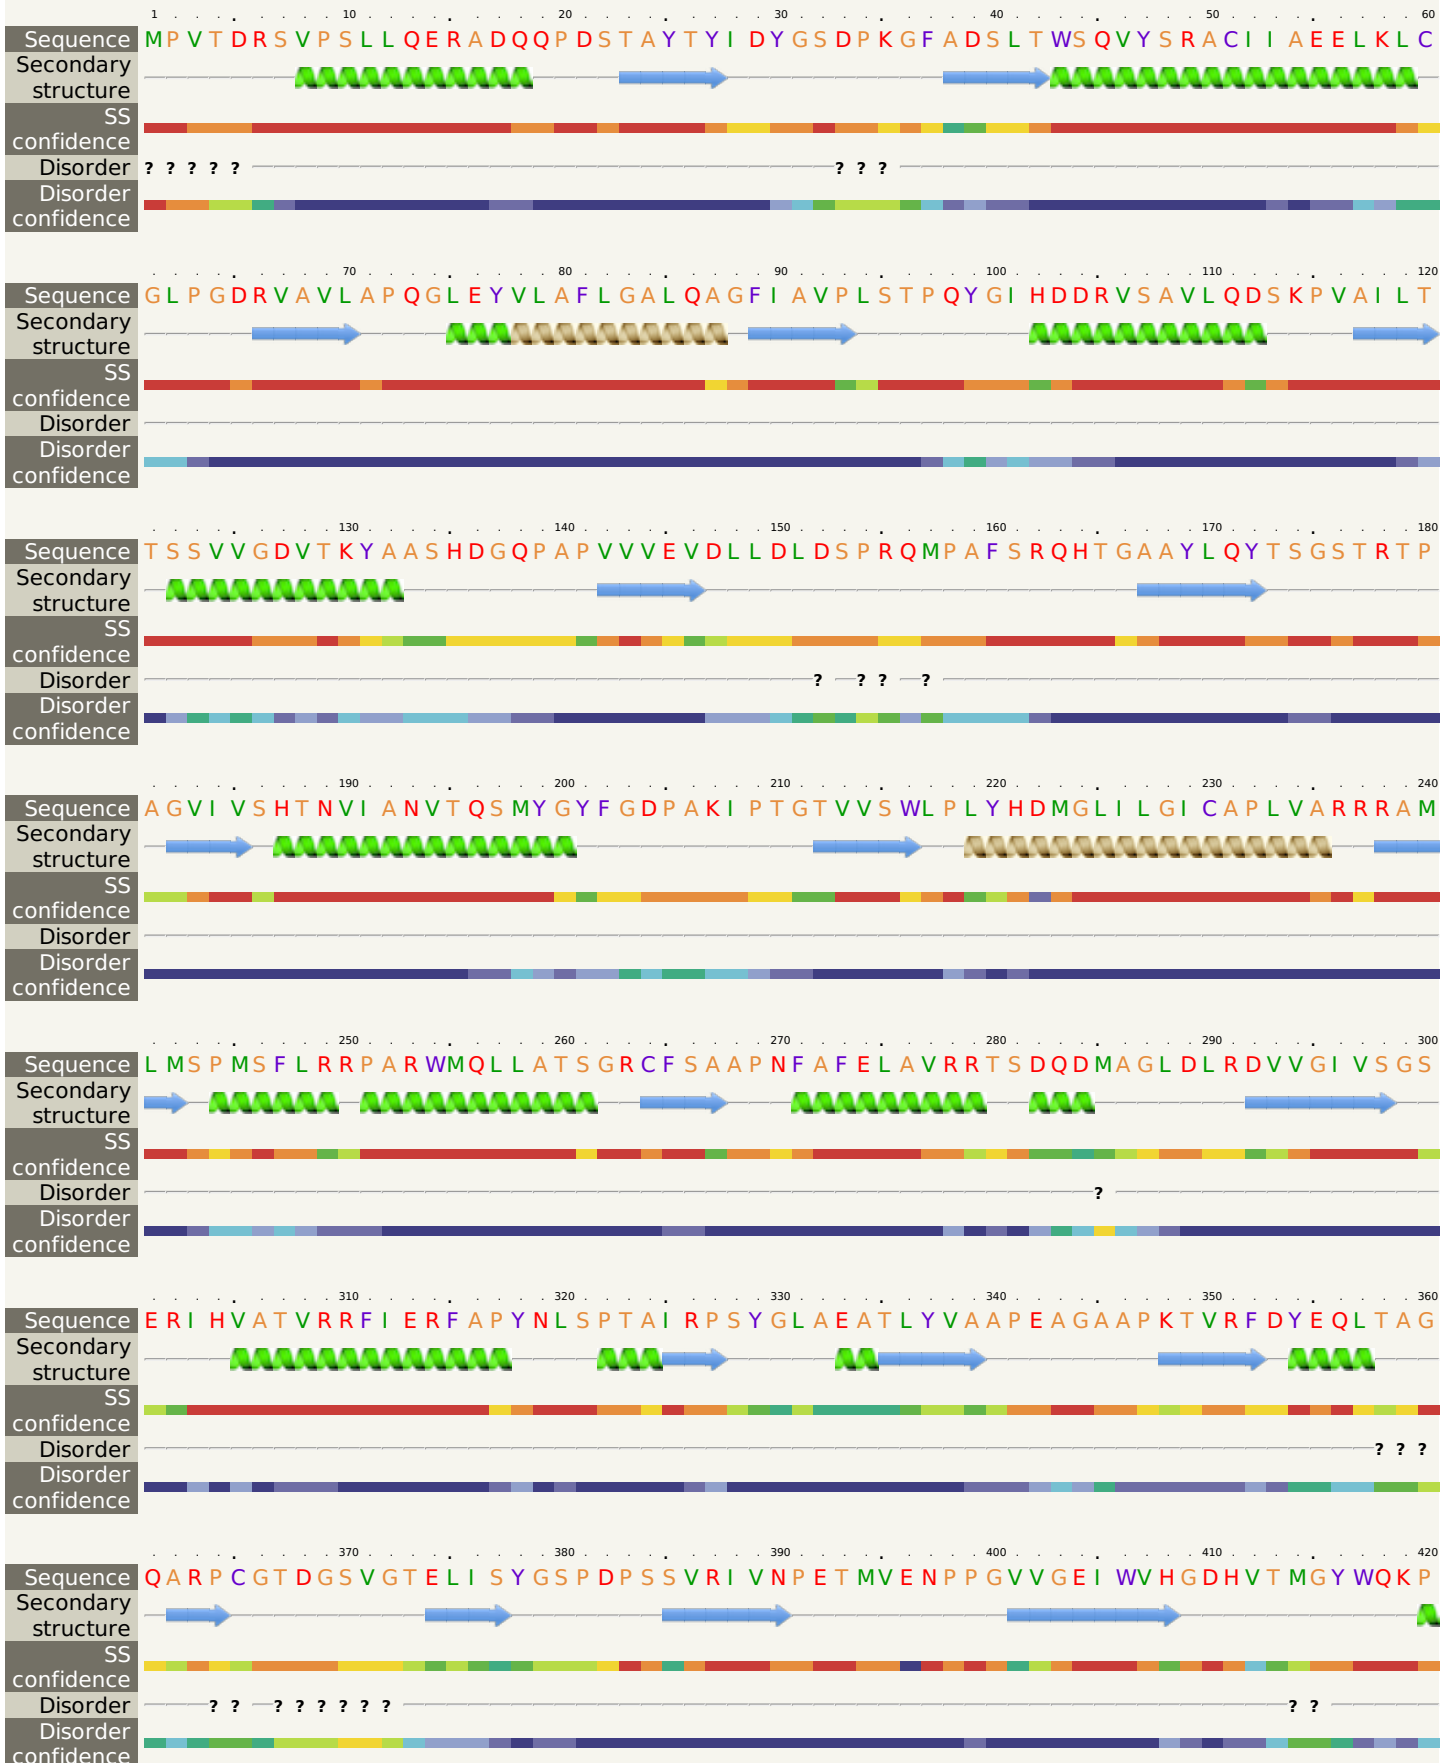 1 10 20 30 40 50 60
Sequence MPVTDRSVPSLLQERADQQPDSTAYTYIDYGSDPKGFADSLTWSQVYSRACIIAEELKLC
Secondary
structure
SS
confidence
Disorder ? ? ? ? ? ? ? ?
Disorder
confidence
70 80 90 100 110 120
Sequence GLPGDRVAVLAPQGLEYVLAFLGALQAGFIAVPLSTPQYGIHDDRVSAVLQDSKPVAILT
Secondary
structure
SS
confidence
Disorder
Disorder
confidence
130 140 150 160 170 180
Sequence TSSVVGDVTKYAASHDGQPAPVVVEVDLLDLDSPRQMPAFSRQHTGAAYLQYTSGSTRTP
Secondary
structure
SS
confidence
Disorder ? ? ? ?
Disorder
confidence
190 200 210 220 230 240
Sequence AGVIVSHTNVIANVTQSMYGYFGDPAKIPTGTVVSWLPLYHDMGLILGICAPLVARRRAM
Secondary
structure
SS
confidence
Disorder
Disorder
confidence
250 260 270 280 290 300
Sequence LMSPMSFLRRPARWMQLLATSGRCFSAAPNFAFELAVRRTSDQDMAGLDLRDVVGIVSGS
Secondary
structure
SS
confidence
Disorder ?
Disorder
confidence
310 320 330 340 350 360
Sequence ERIHVATVRRFIERFAPYNLSPTAIRPSYGLAEATLYVAAPEAGAAPKTVRFDYEQLTAG
Secondary
structure
SS
confidence
Disorder ? ? ?
Disorder
confidence
370 380 390 400 410 420
Sequence QARPCGTDGSVGTELISYGSPDPSSVRIVNPETMVENPPGVVGEIWVHGDHVTMGYWQKP
Secondary
structure
SS
confidence
Disorder ? ? ? ? ? ? ? ? ? ?
Disorder
confidence